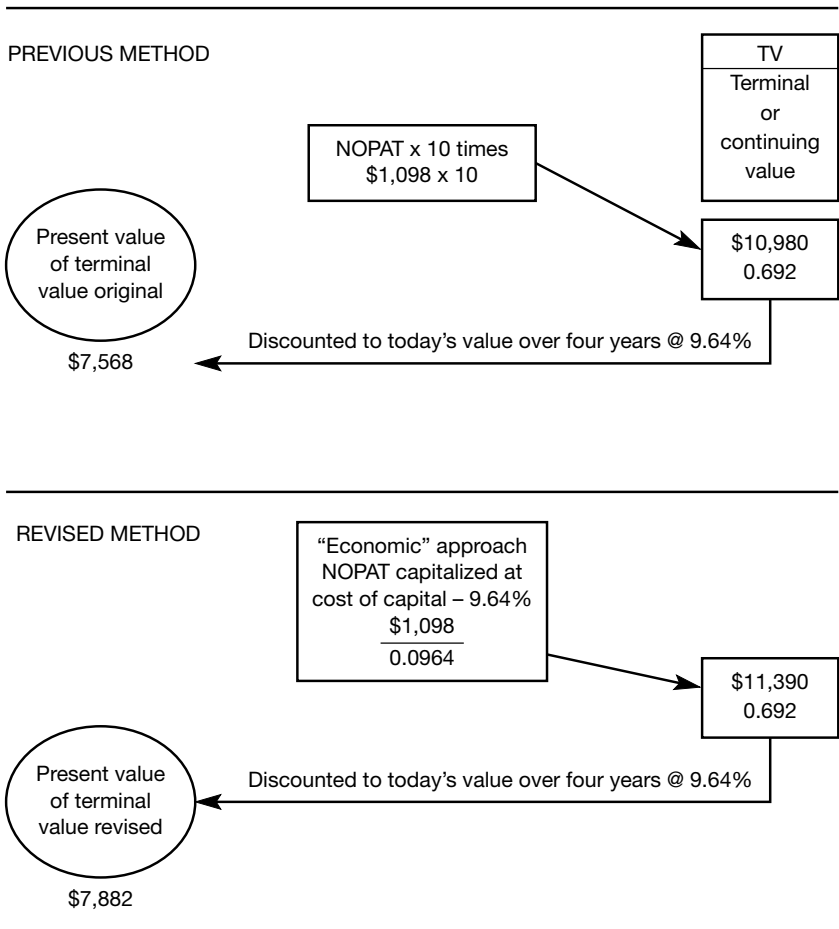 PREVIOUS METHOD
TV
Terminal
or
continuing
value
NOPAT x 10 times
$1,098 x 10
Present value
of terminal
value original
$10,980
0.692
Discounted to today’s value over four years @ 9.64%
$7,568
REVISED METHOD
“Economic” approach
NOPAT capitalized at
cost of capital – 9.64%
$1,098
0.0964
$11,390
0.692
Present value
of terminal
value revised
Discounted to today’s value over four years @ 9.64%
$7,882